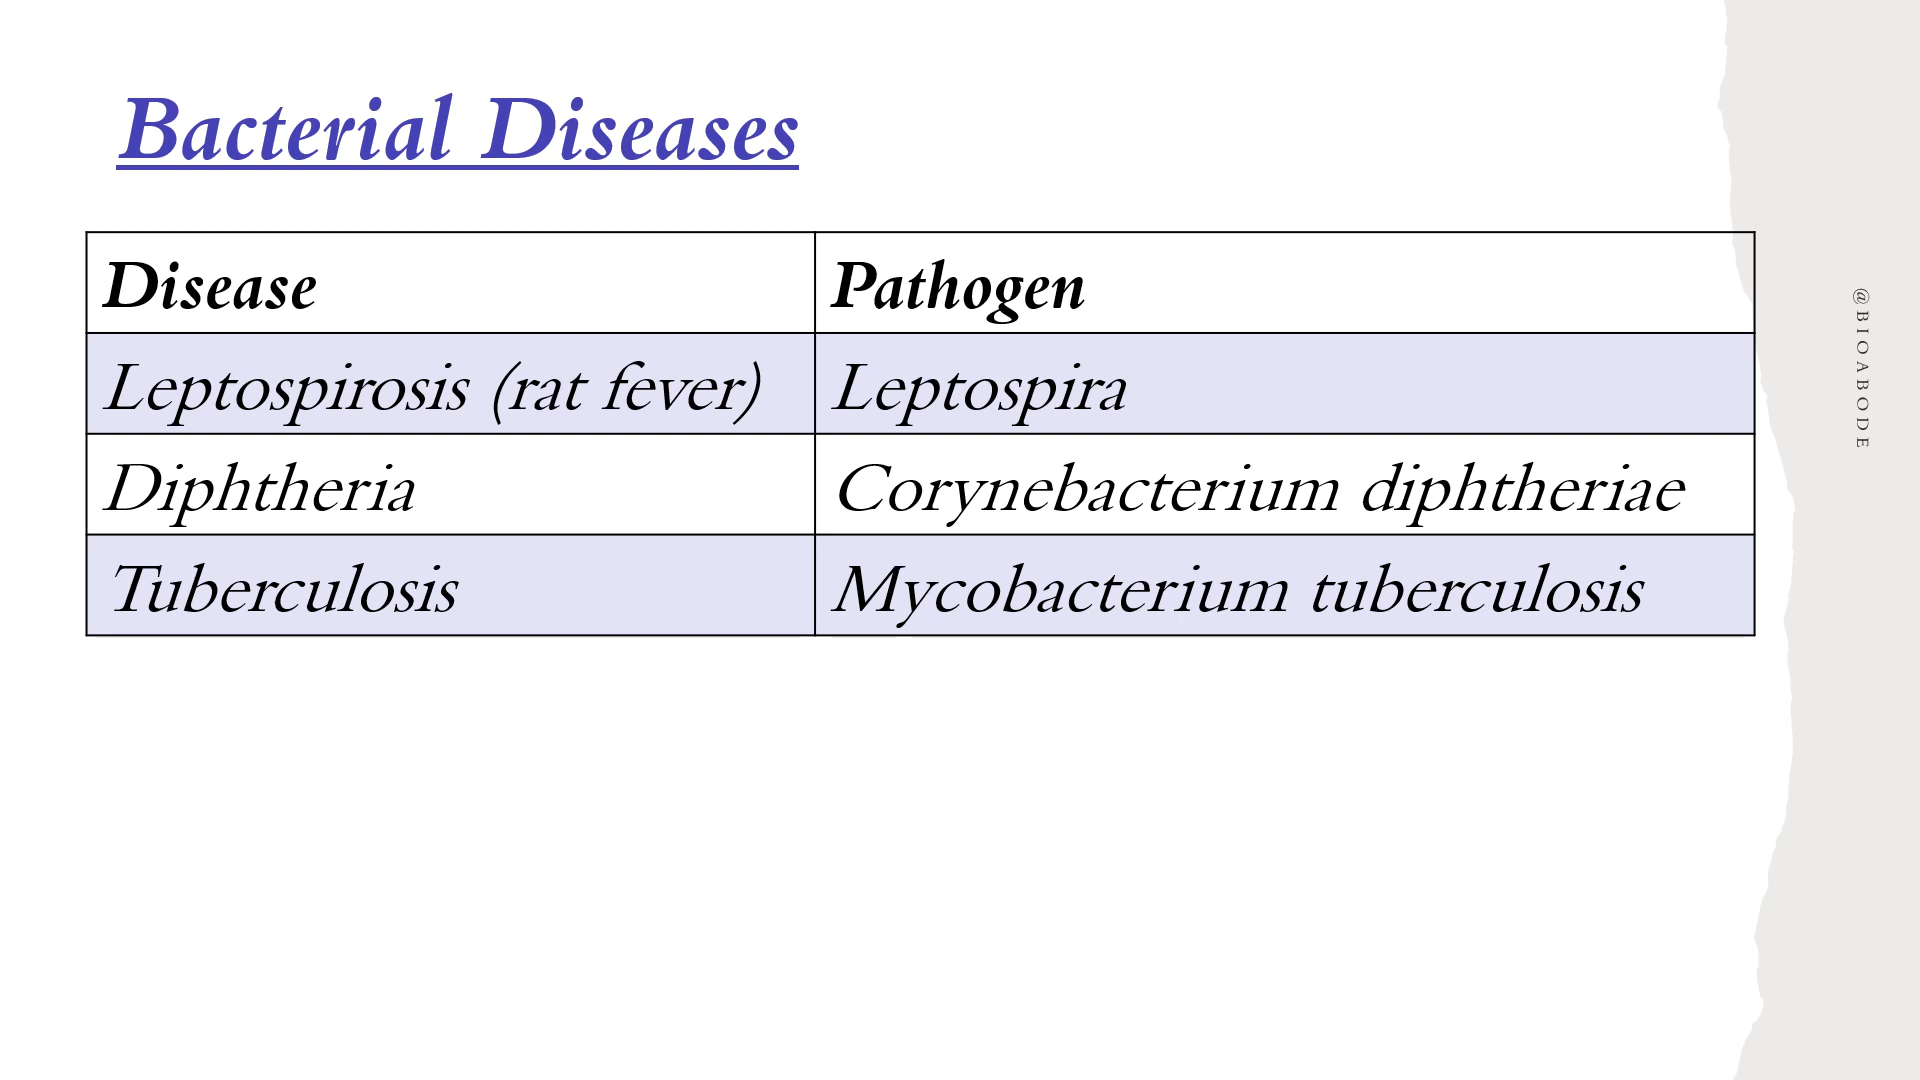 Bacterial Diseases
Disease Pathogen
Leptospirosis (rat fever) Leptospira
Diphtheria Corynebacterium diphtheriae
Tuberculosis Mycobacterium tuberculosis
@BIOABODE